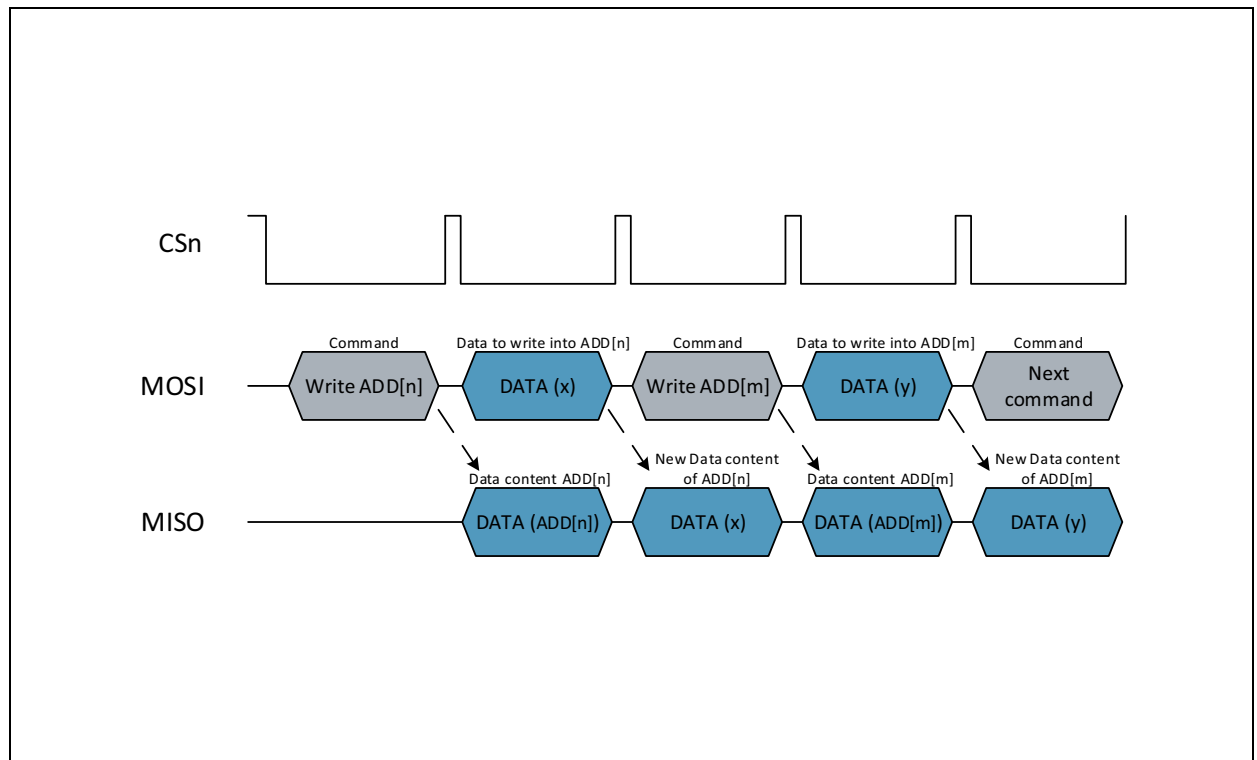 CSn
Command
Data to write into ADD[n]
Command
Data to write into ADD[m]
Command
MOSI
Write ADD[n]
DATA (x)
Write ADD[m]
DATA (y)
Next
command
Data content ADD[n]
New Data content
of ADD[n]
Data content ADD[m]
New Data content
of ADD[m]
MISO
DATA (ADD[n])
DATA (x)
DATA (ADD[m])
DATA (y)